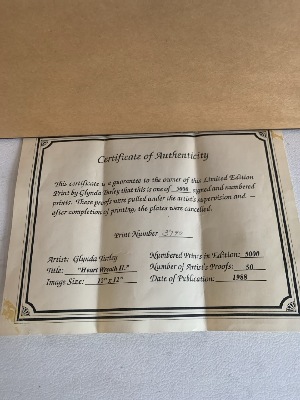 Certificate of Authenticity
This certificate is a guarantee to the owner of this Limited Edition
Print by Glynda Turley that this is one of 5000 signed and numbered
prints. These proofs were pulled under the artist's supervision and —
after completion of printing, the plates were cancelled.
Print Number
Artist: Glynda Turley Numbered Prints in Edition: 5000
Title: "Heart Wreath II" Number of Artist's Proofs: 50
Image Size: x 12" Date of Publication: 1988